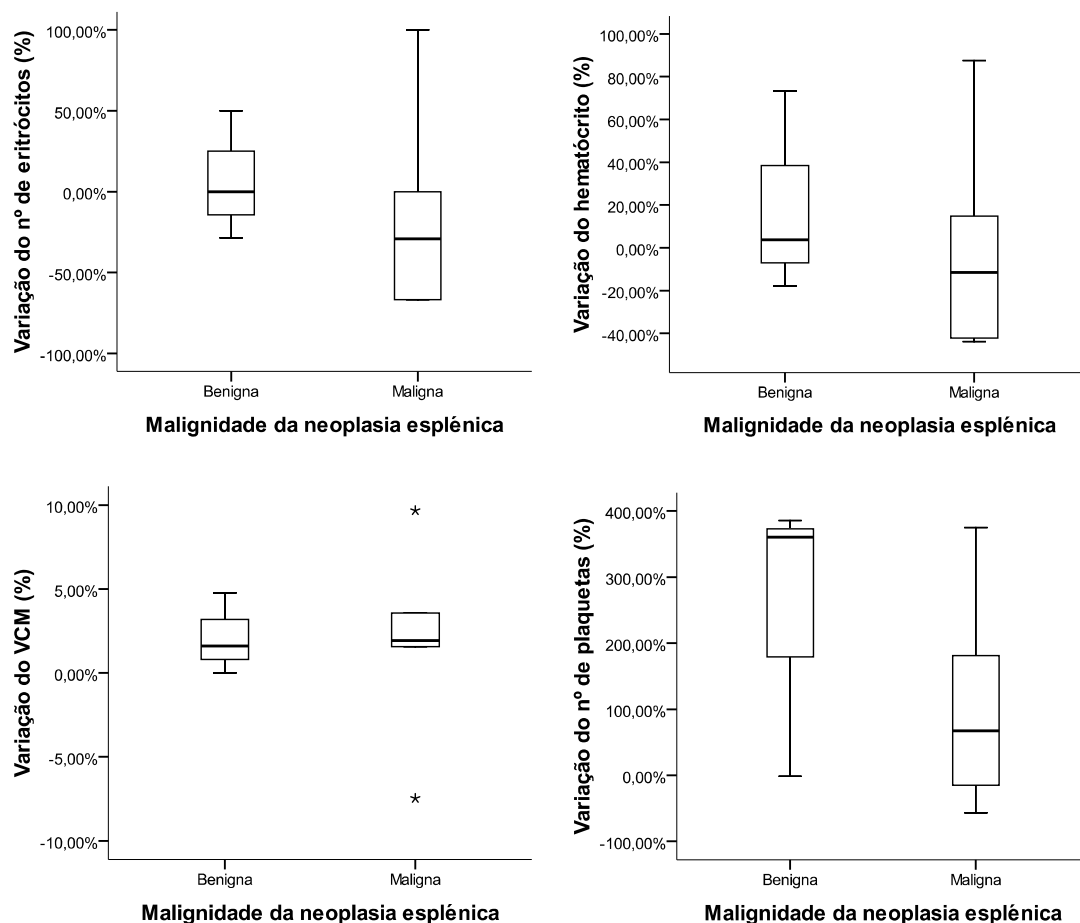 Variação do nº de eritrócitos (%)
100,00%
50,00%
0,00%
-50,00%
-100,00%
Benigna
Maligna
Malignidade da neoplasia esplénica
Variação do hematócrito (%)
100,00%
80,00%
60,00%
40,00%
20,00%
0,00%
-20,00%
-40,00%
Benigna
Maligna
Malignidade da neoplasia esplénica
Variação do VCM (%)
10,00%
5,00%
0,00%
-5,00%
-10,00%
Benigna
Maligna
Malignidade da neoplasia esplénica
Variação do nº de plaquetas (%)
400,00%
300,00%
200,00%
100,00%
0,00%
-100,00%
Benigna
Maligna
Malignidade da neoplasia esplénica